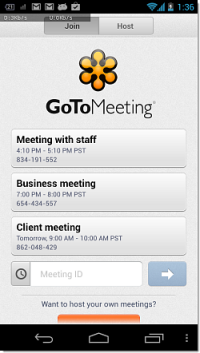 1:36
0:3KB/s 0:0KB/s
Join Host
GoToMeeting
Meeting with staff
4:10 PM - 5:10 PM PST
834-191-552
Business meeting
7:00 PM - 8:00 PM PST
654-434-557
Client meeting
Tomorrow, 9:00 AM - 10:00 AM PST
862-048-429
Meeting ID
Want to host your own meetings?